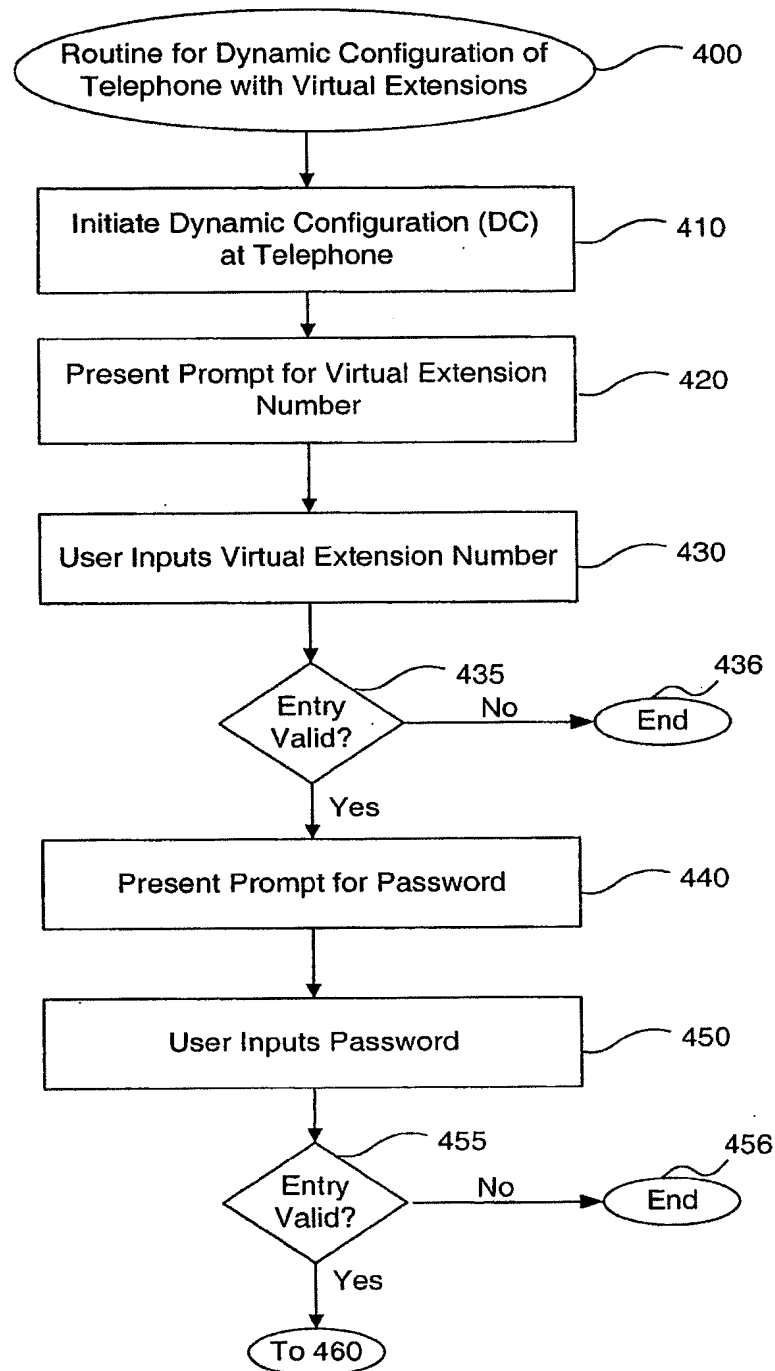 Routine for Dynamic Configuration of
Telephone with Virtual Extensions
400
Initiate Dynamic Configuration (DC)
at Telephone
410
Present Prompt for Virtual Extension
Number
420
User Inputs Virtual Extension Number
430
435
Entry
Valid?
No
436
End
Yes
Present Prompt for Password
440
User Inputs Password
450
455
Entry
Valid?
No
456
End
Yes
To 460